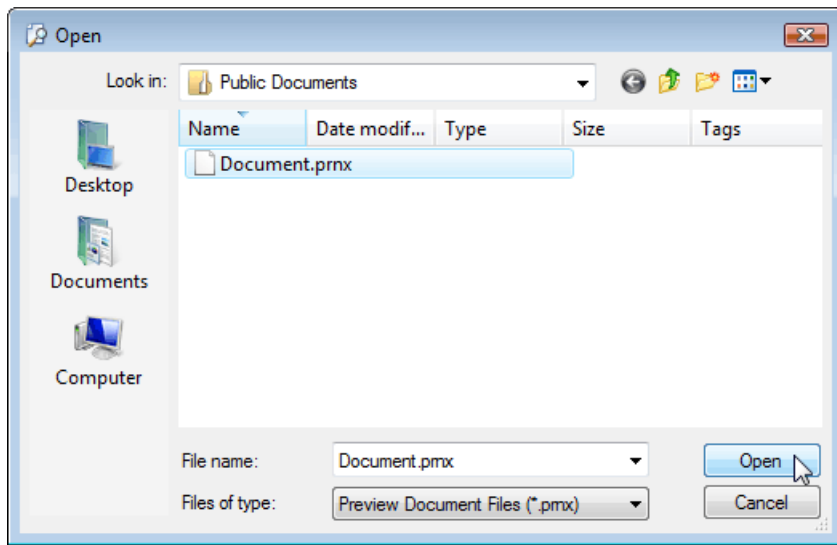 Open
Look in: Public Documents
Name Date modif... Type Size Tags
Document.prnx
Desktop
Documents
Computer
File name: Document.prnx Open
Files of type: Preview Document Files (*.prnx) Cancel